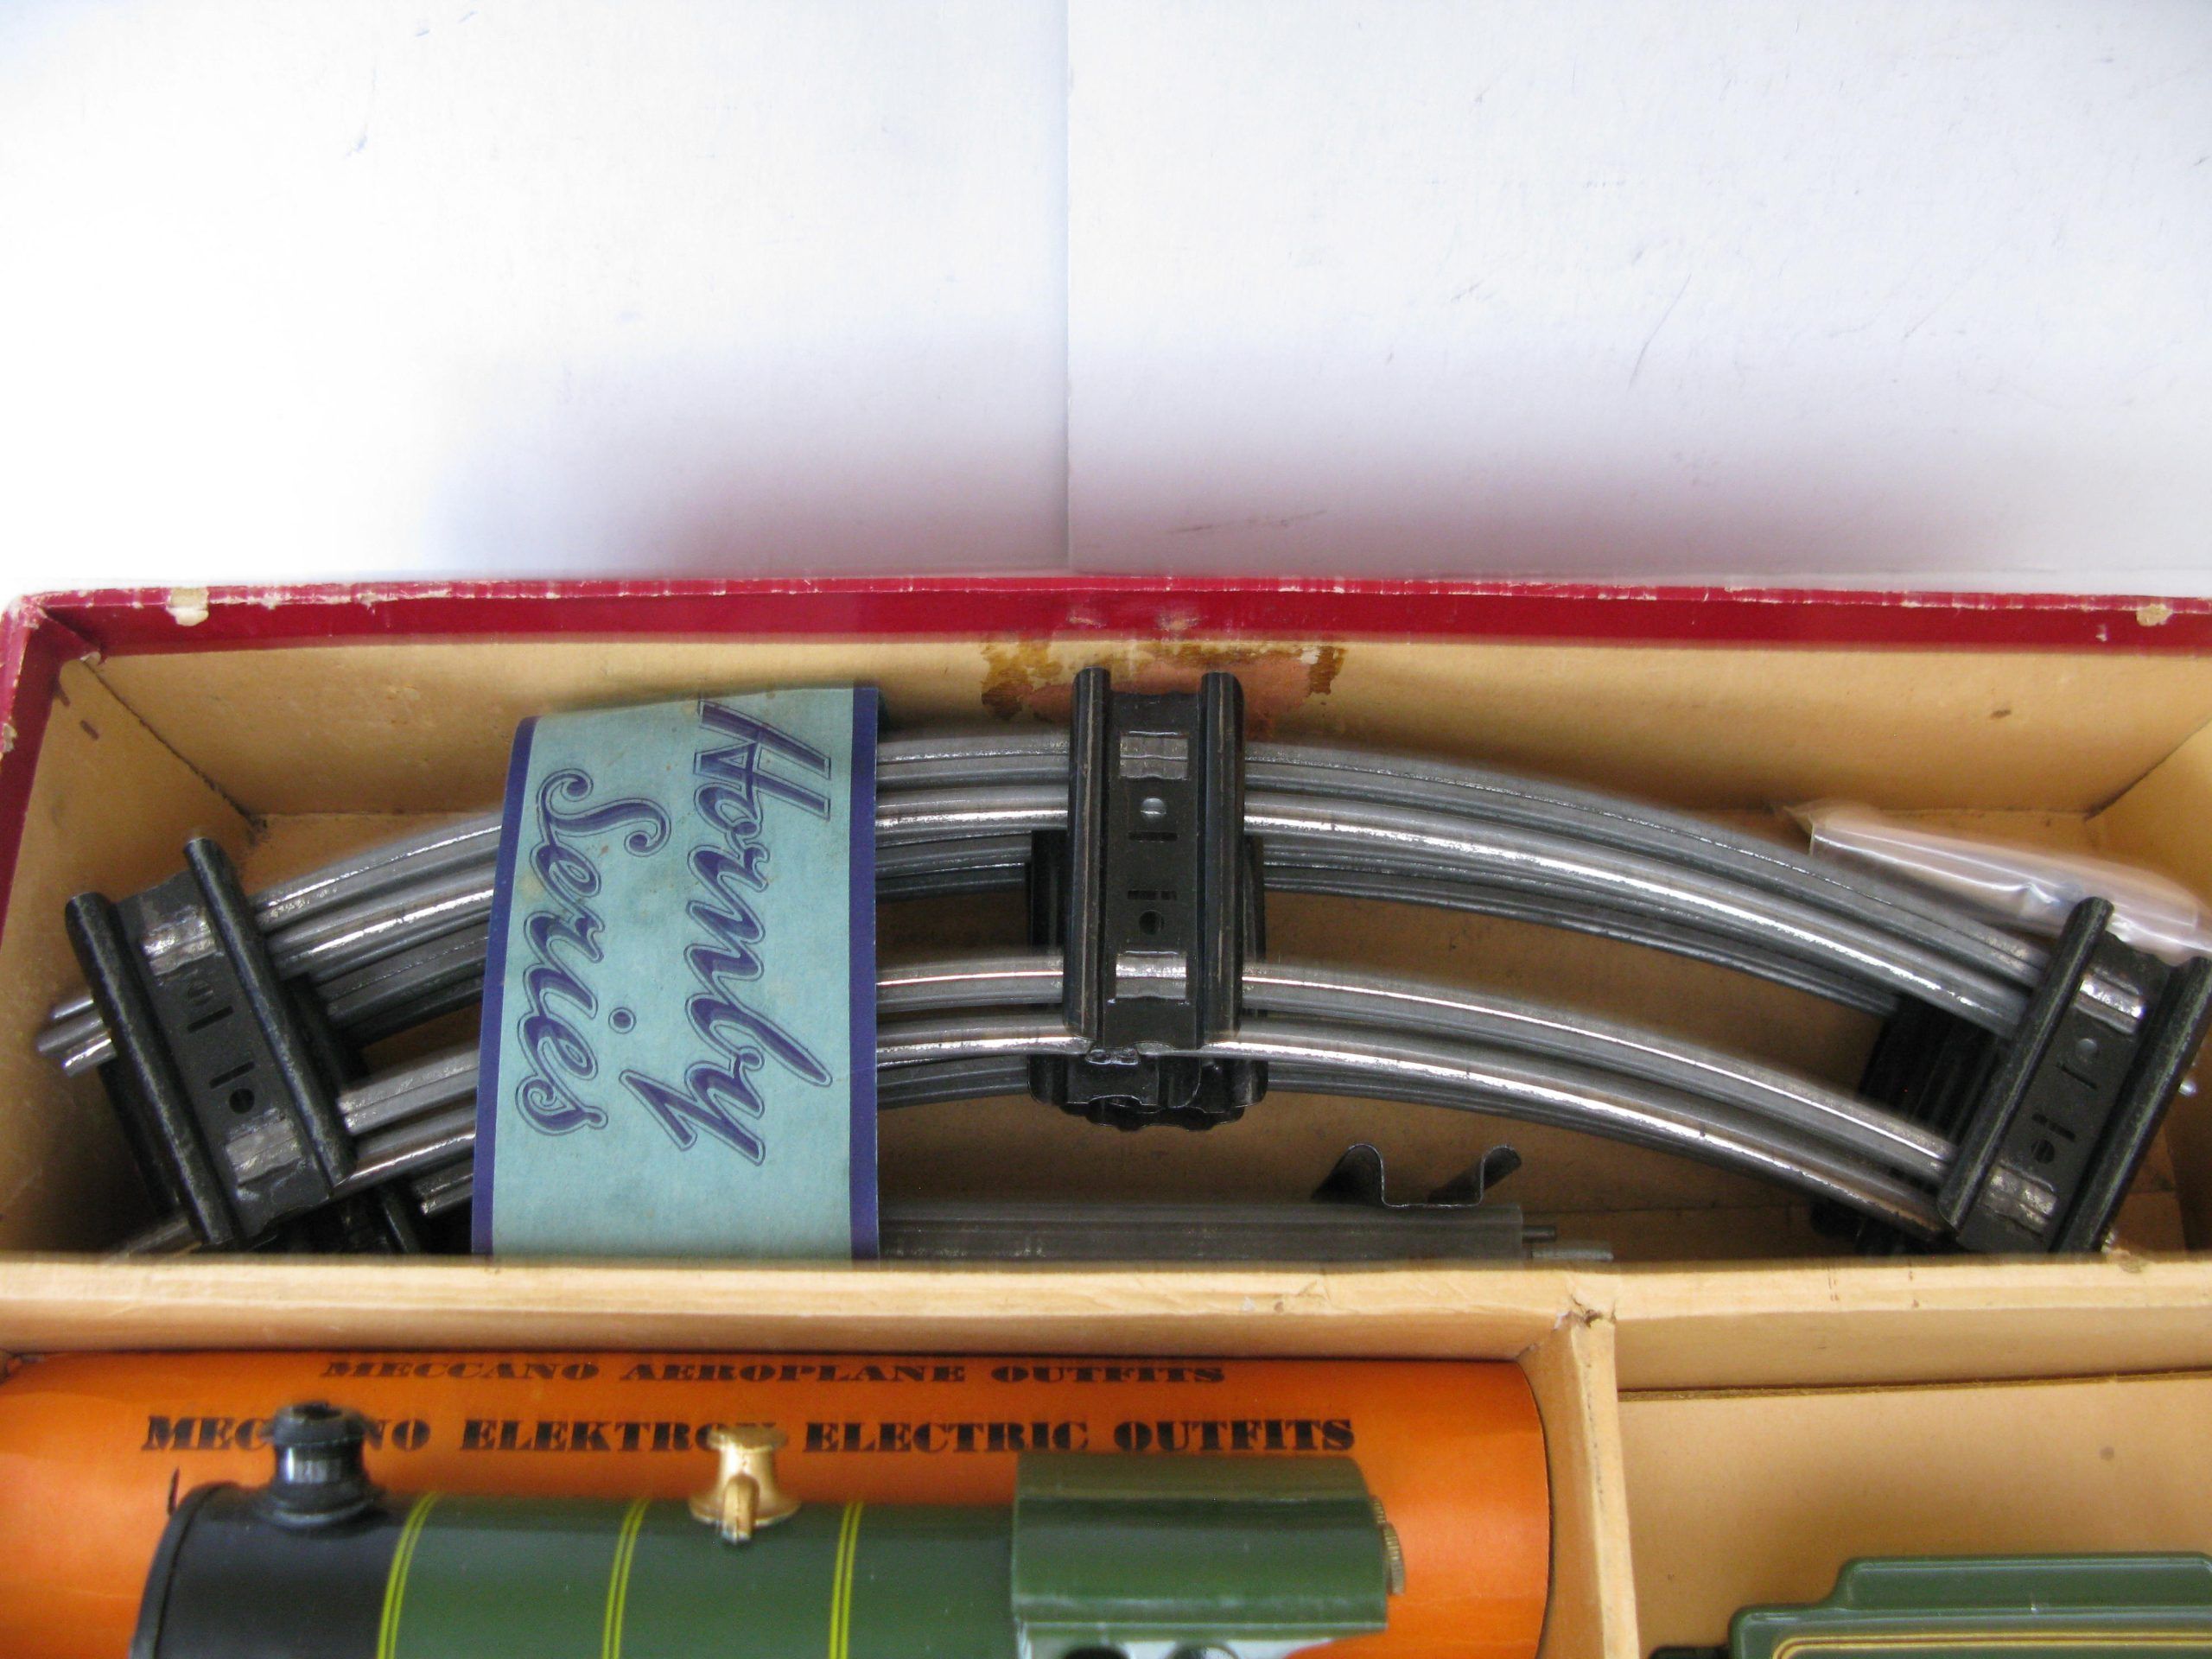 Hornby
Series
MECCANO AEROPLANE OUTFITS
MECCANO ELEKTRON ELECTRIC OUTFITS